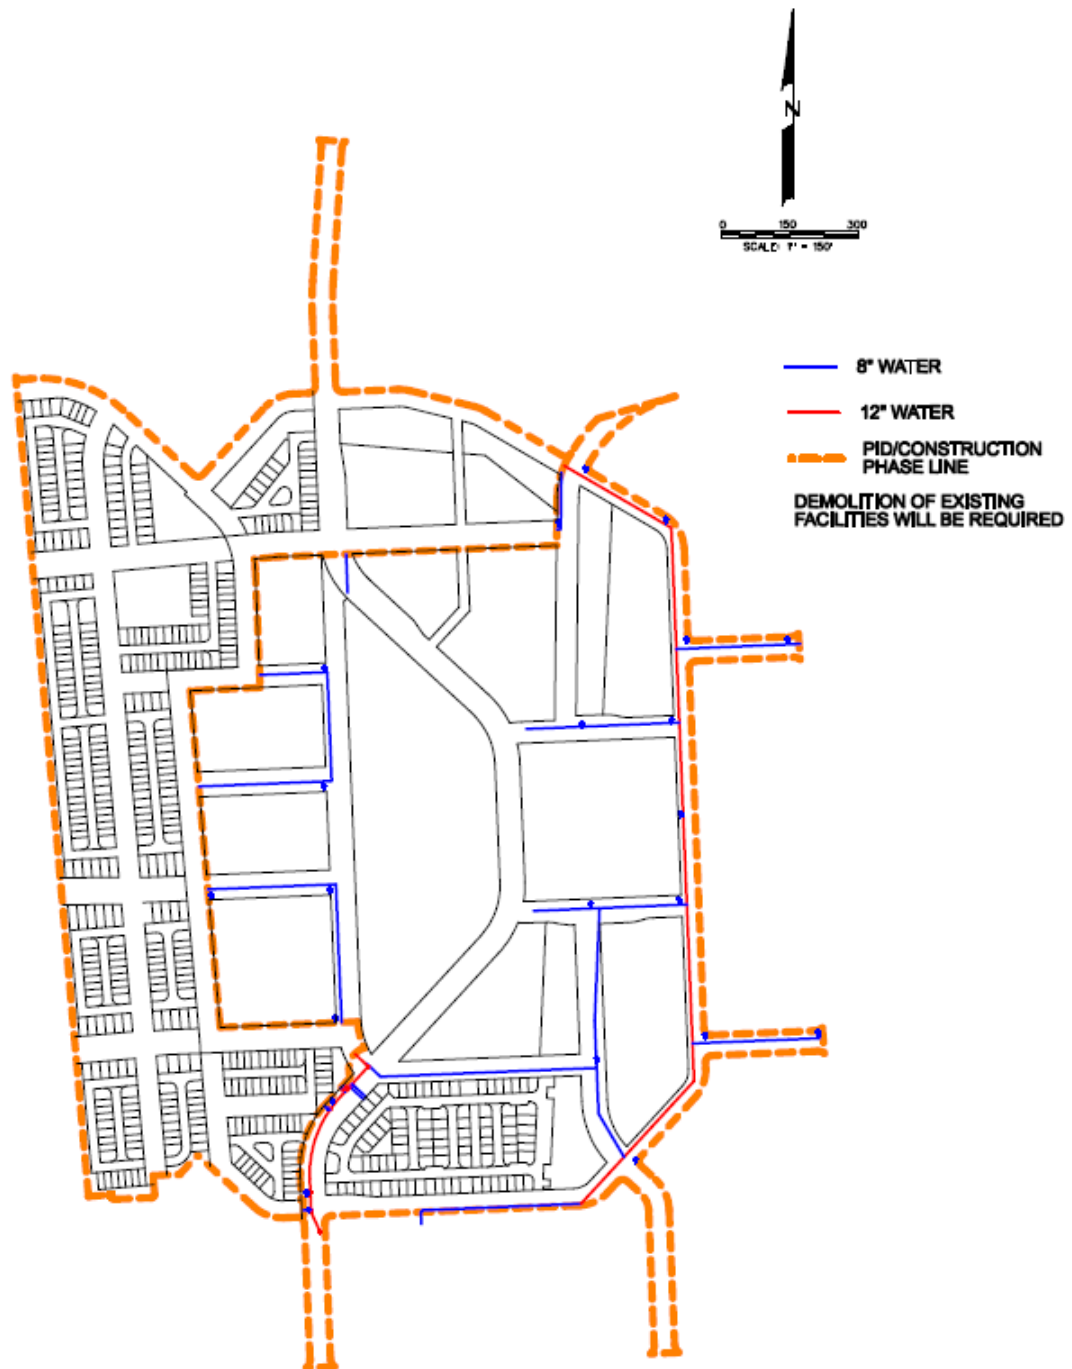 N
0 150 300
SCALE: 1" = 150'
8" WATER
12" WATER
PID/CONSTRUCTION
PHASE LINE
DEMOLITION OF EXISTING
FACILITIES WILL BE REQUIRED